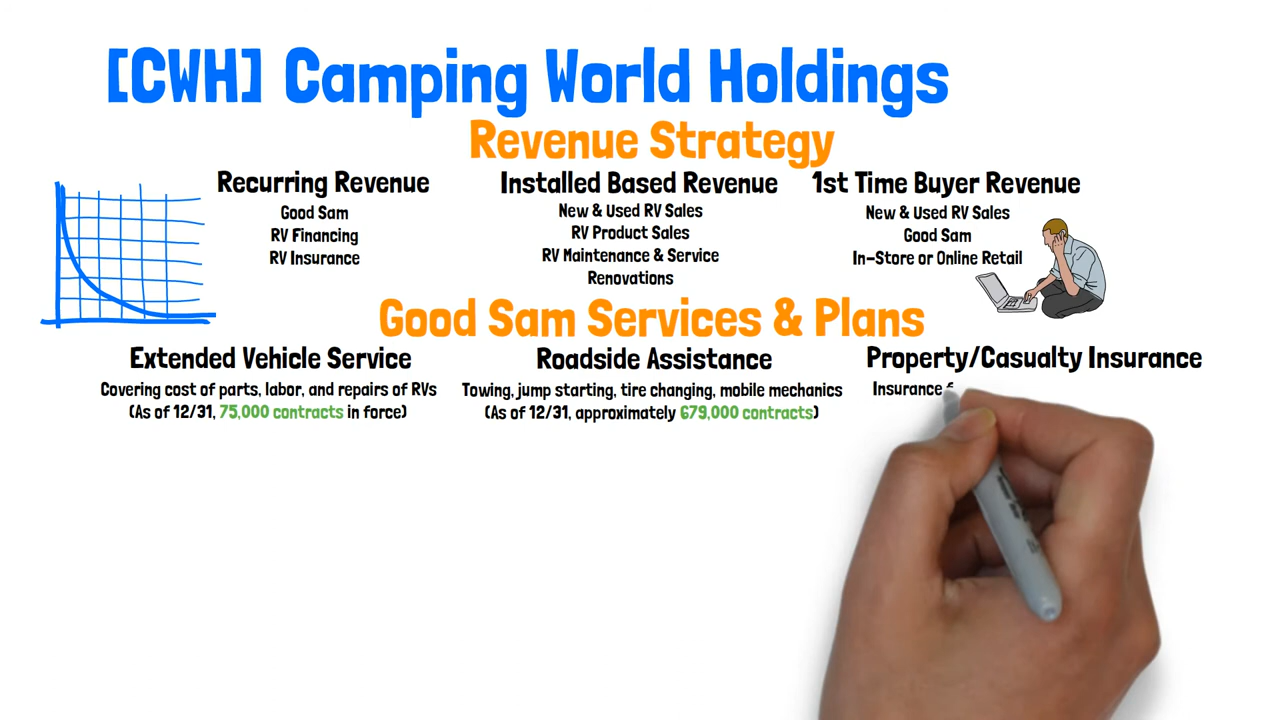 [CWH] Camping World Holdings
Revenue Strategy
Recurring Revenue
Good Sam
RV Financing
RV Insurance
Installed Based Revenue
New & Used RV Sales
RV Product Sales
RV Maintenance & Service
Renovations
1st Time Buyer Revenue
New & Used RV Sales
Good Sam
In-Store or Online Retail
Good Sam Services & Plans
Extended Vehicle Service
Covering cost of parts, labor, and repairs of RVs
(As of 12/31, 75,000 contracts in force)
Roadside Assistance
Towing, jump starting, tire changing, mobile mechanics
(As of 12/31, approximately 679,000 contracts)
Property/Casualty Insurance
Insurance